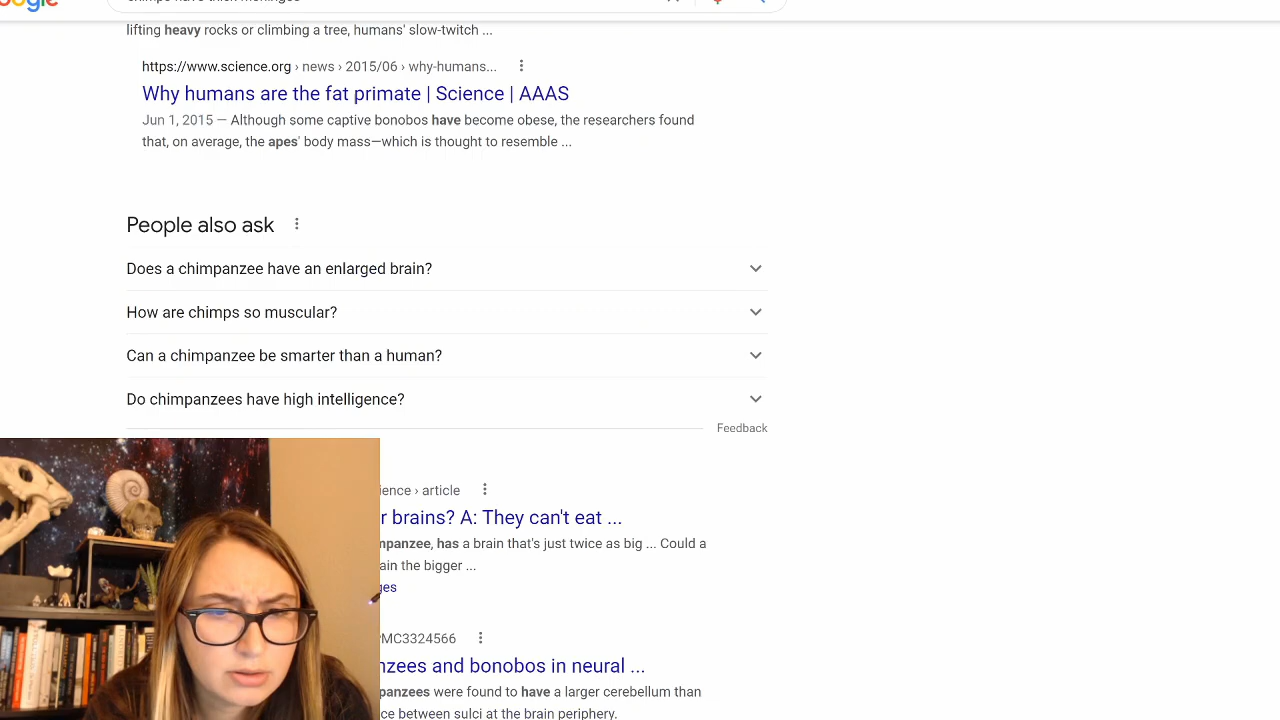 lifting heavy rocks or climbing a tree, humans' slow-twitch ...
https://www.science.org › news › 2015/06 › why-humans...
Why humans are the fat primate | Science | AAAS
Jun 1, 2015 — Although some captive bonobos have become obese, the researchers found
that, on average, the apes' body mass—which is thought to resemble ...
People also ask
Does a chimpanzee have an enlarged brain?
How are chimps so muscular?
Can a chimpanzee be smarter than a human?
Do chimpanzees have high intelligence?
Feedback
ience › article
r brains? A: They can't eat ...
mpanzee, has a brain that's just twice as big ... Could a
ain the bigger ...
ges
PMC3324566
nzees and bonobos in neural ...
panzees were found to have a larger cerebellum than
ce between sulci at the brain periphery.